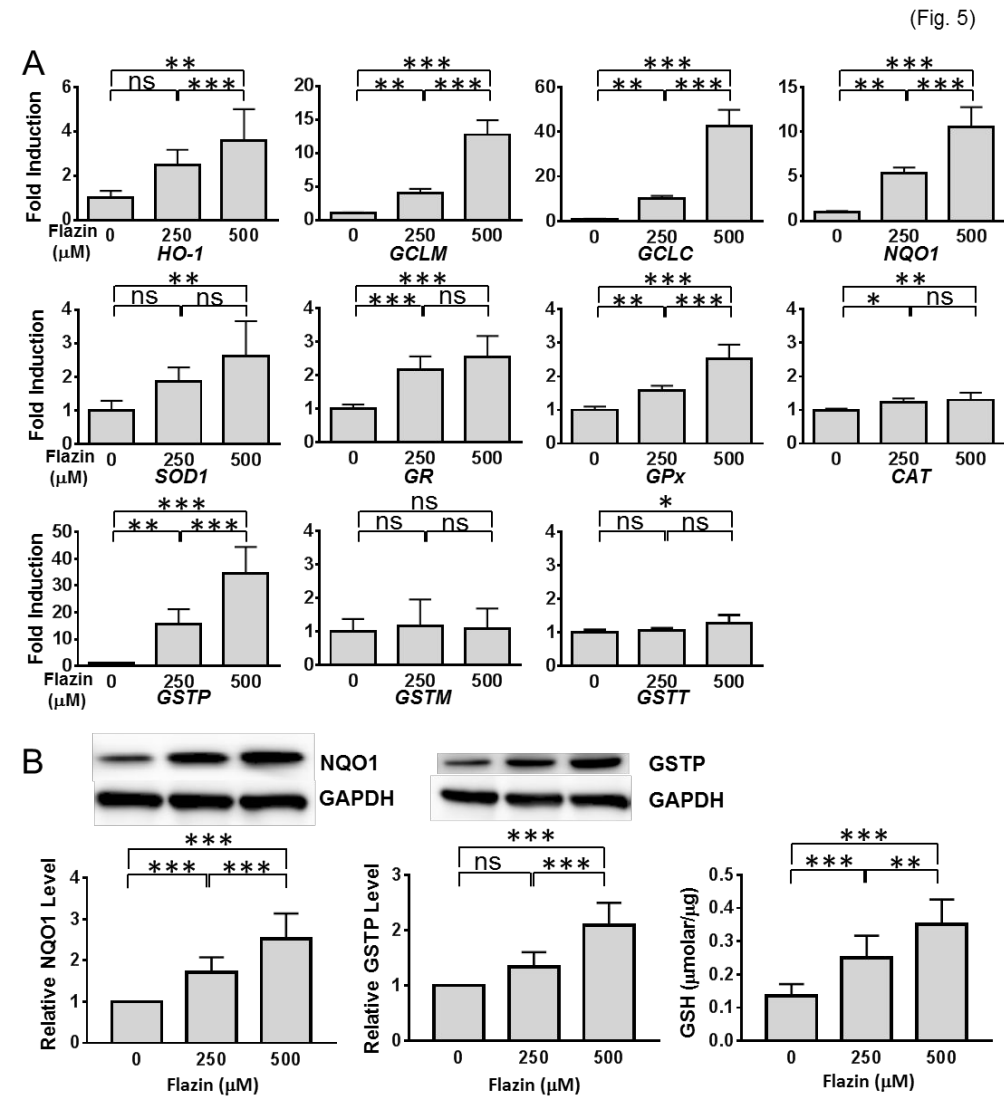 (Fig. 5)
A
** *** *** ***
ns *** ** *** ** *** ** ***
Fold Induction
6 4 2 0
20 15 10 5 0
60 40 20 0
15 10 5 0
Flazin (μM)
0 250 500 0 250 500 0 250 500 0 250 500
HO-1 GCLM GCLC NQO1
** *** *** **
ns ns *** ns ** *** * ns
Fold Induction
4 3 2 1 0
4 3 2 1 0
4 3 2 1 0
4 3 2 1 0
Flazin (μM)
0 250 500 0 250 500 0 250 500 0 250 500
SOD1 GR GPx CAT
*** ns *
** *** ns ns ns ns
Fold Induction
50 40 30 20 10 0
4 3 2 1 0
4 3 2 1 0
Flazin (μM)
0 250 500 0 250 500 0 250 500
GSTP GSTM GSTT
B
NQO1
GAPDH
GSTP
GAPDH
***
*** ***
Relative NQO1 Level
4 3 2 1 0
0 250 500
Flazin (μM)
***
ns ***
Relative GSTP Level
3 2 1 0
0 250 500
Flazin (μM)
***
*** **
GSH (μmolar/μg)
0.5 0.4 0.3 0.2 0.1 0.0
0 250 500
Flazin (μM)